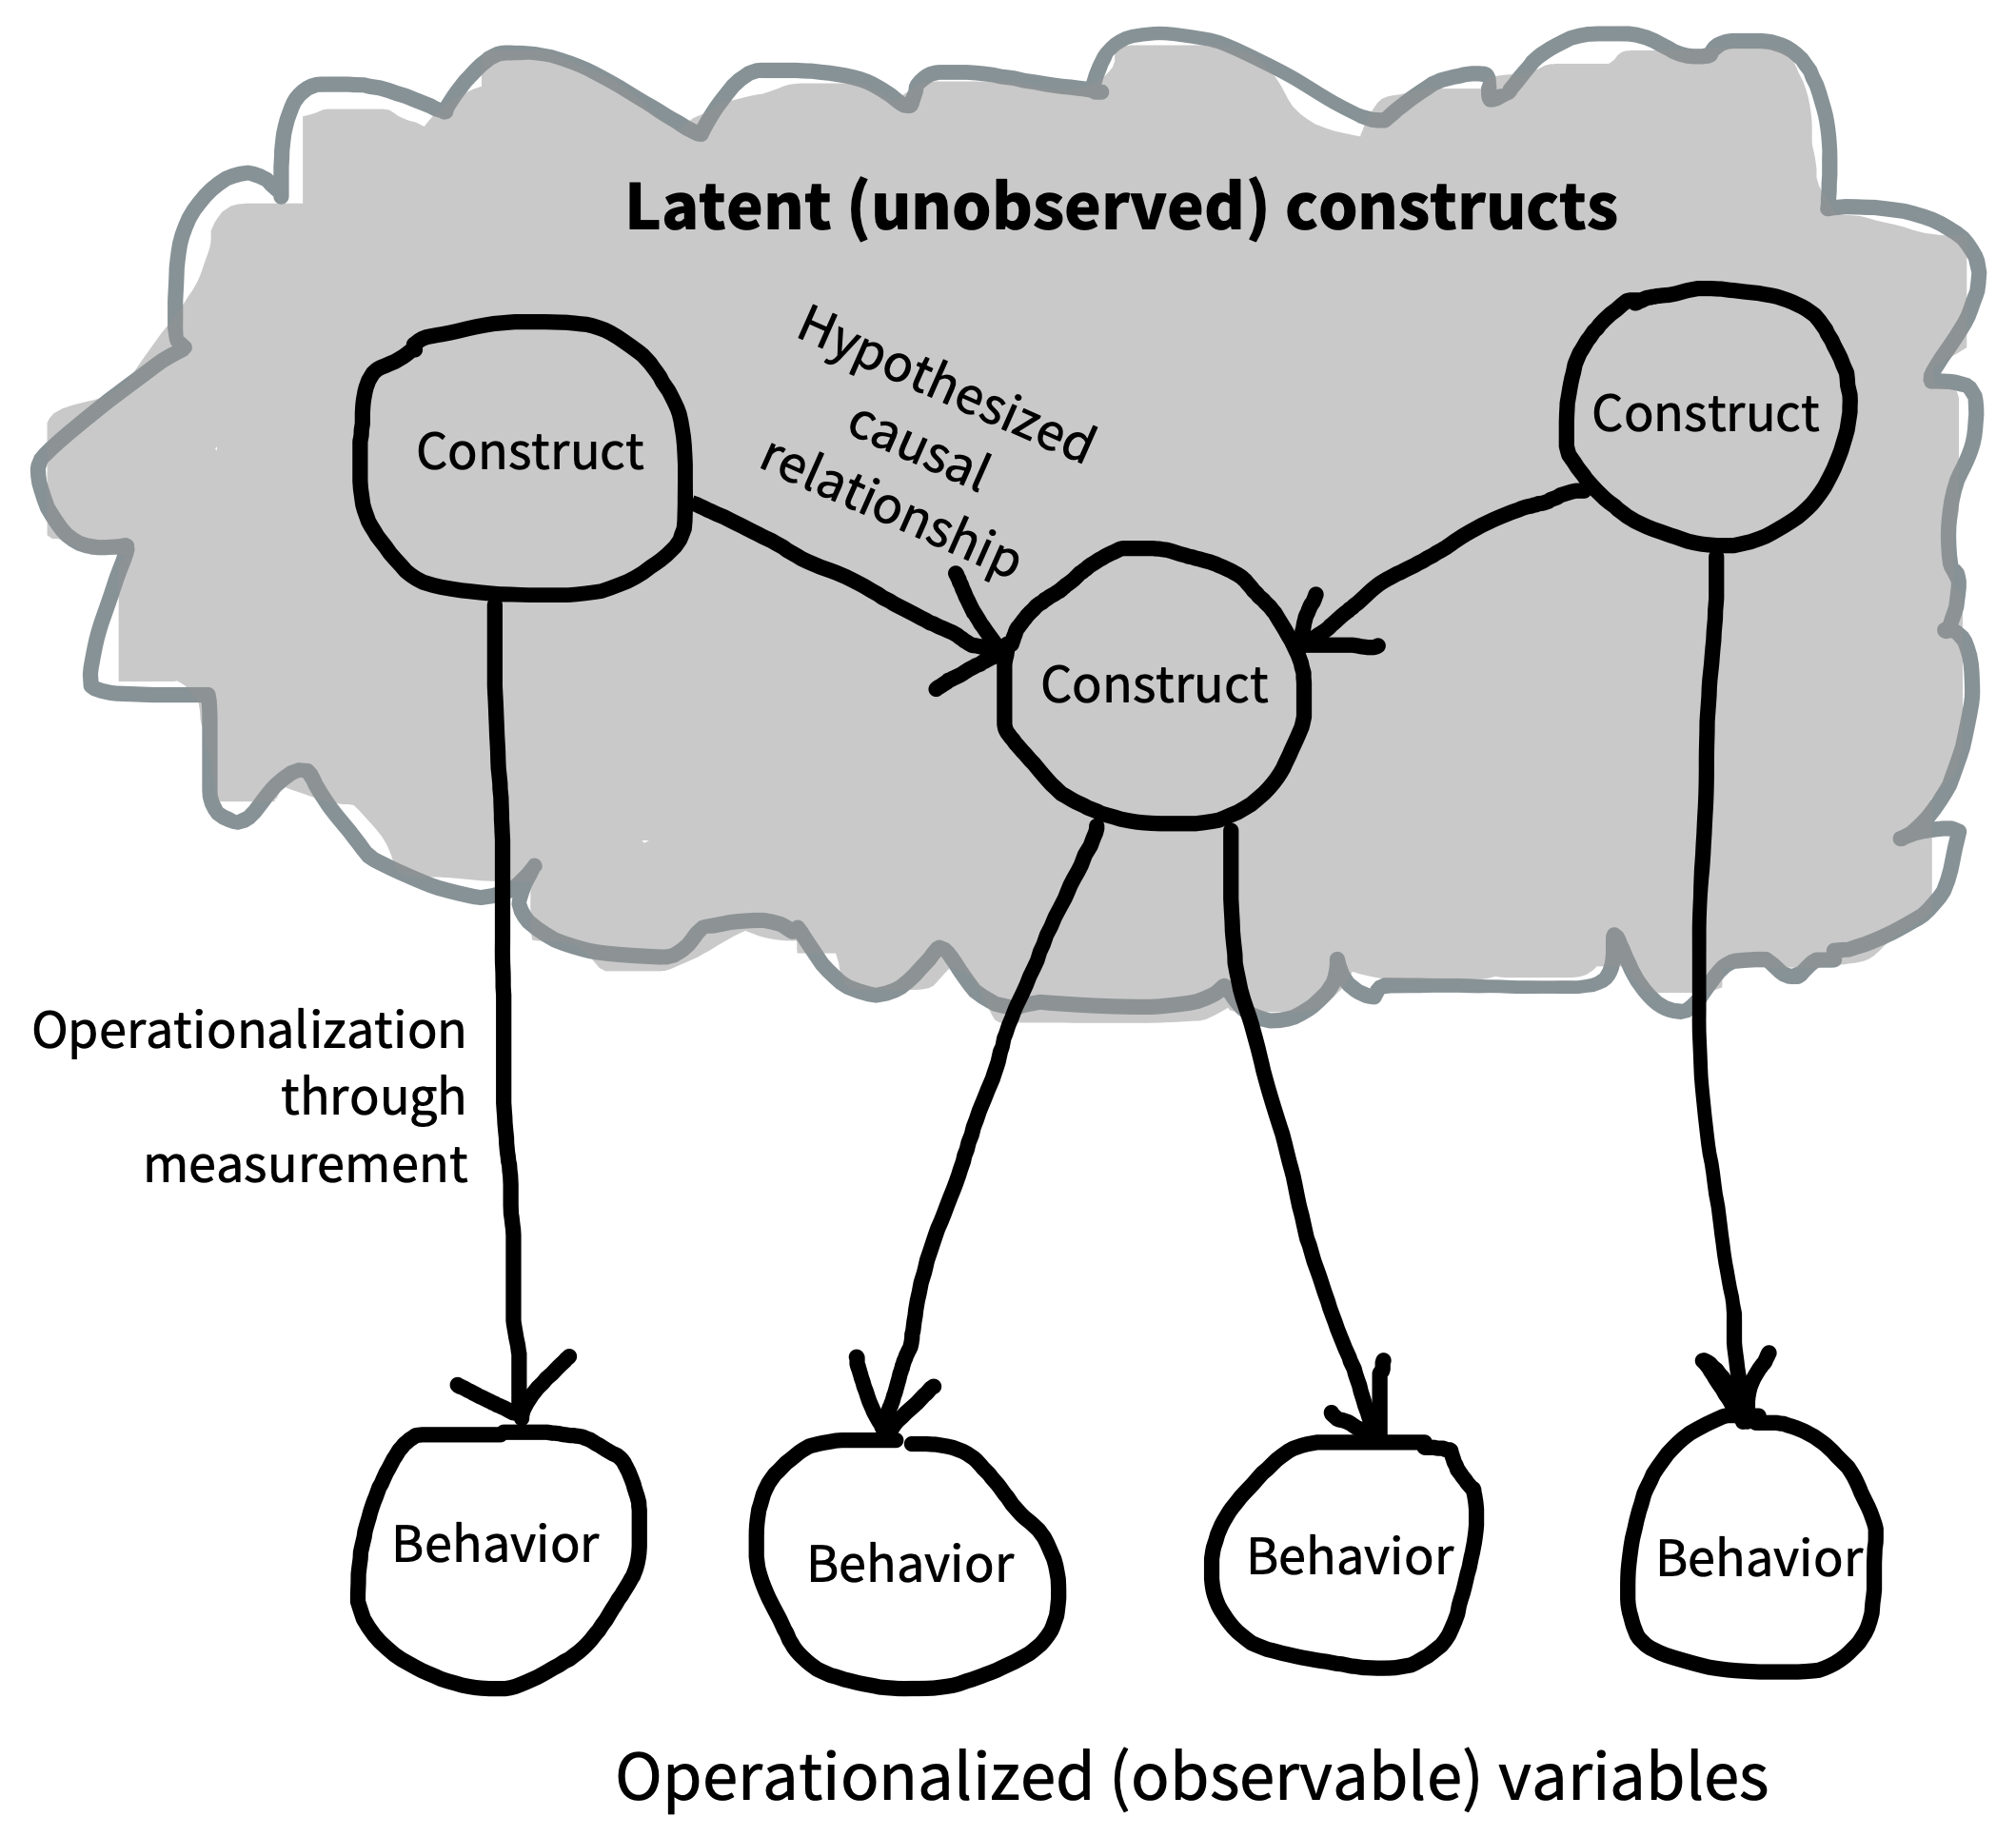 Latent (unobserved) constructs
Hypothesized
causal
relationship
Construct
Construct
Construct
Operationalization
through
measurement
Behavior
Behavior
Behavior
Behavior
Operationalized (observable) variables